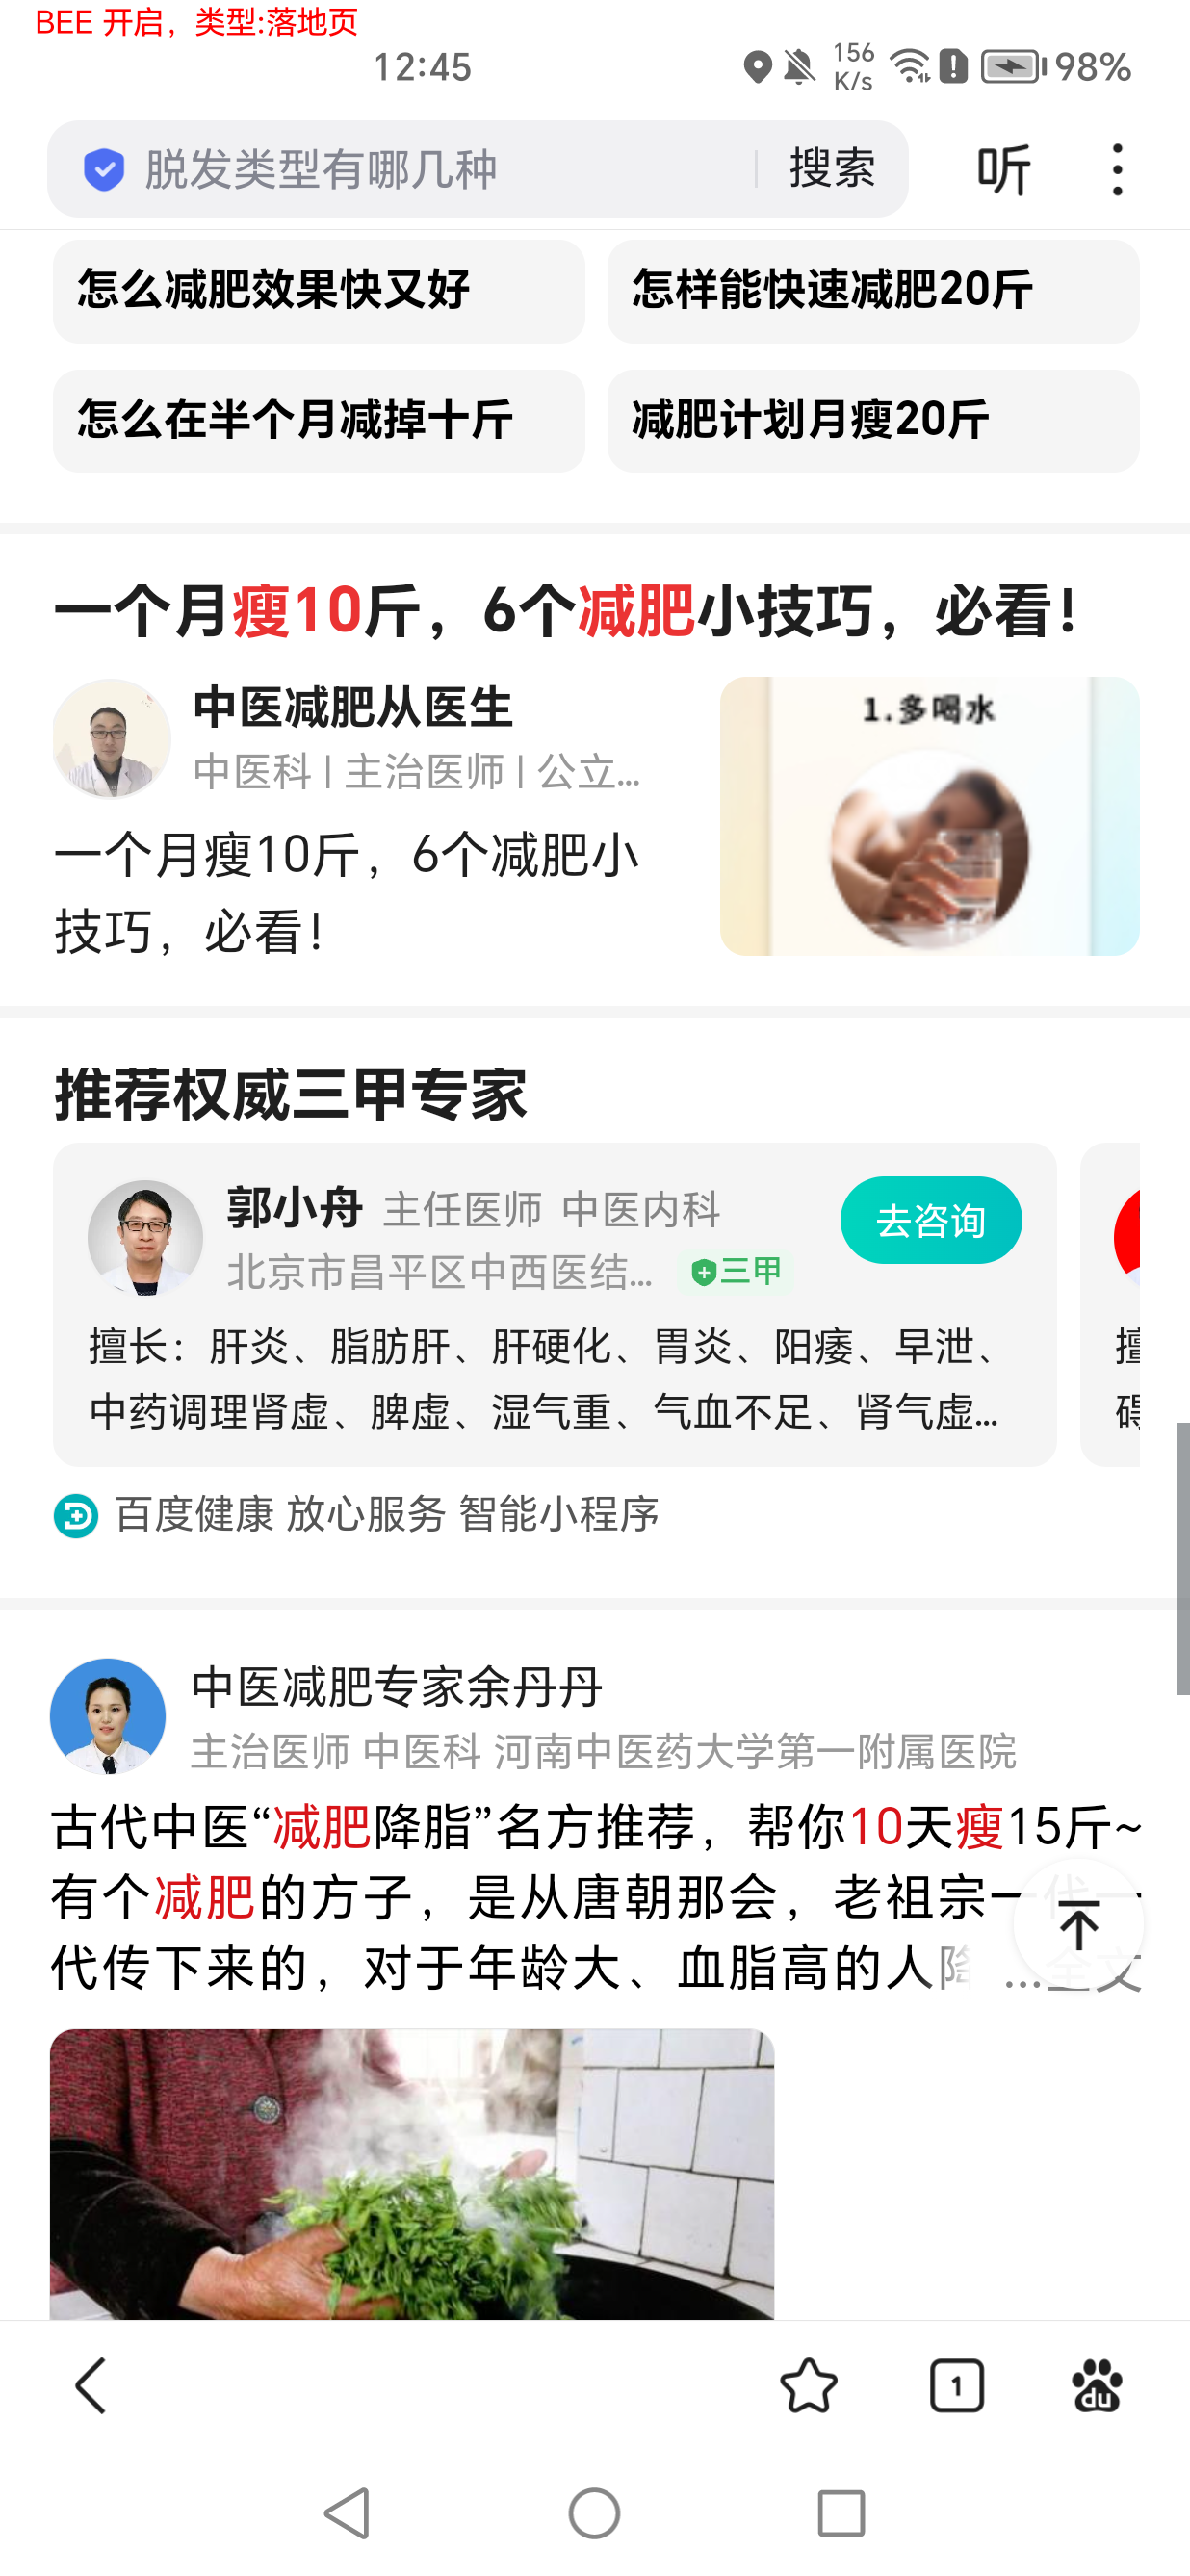 BEE 开启，类型:落地页
12:45
156
K/s
98%
脱发类型有哪几种
搜索
听
怎么减肥效果快又好
怎样能快速减肥20斤
怎么在半个月减掉十斤
减肥计划月瘦20斤
一个月瘦10斤，6个减肥小技巧，必看！
中医减肥从医生
中医科 | 主治医师 | 公立...
一个月瘦10斤，6个减肥小
技巧，必看！
1.多喝水
推荐权威三甲专家
郭小舟 主任医师 中医内科
去咨询
北京市昌平区中西医结... 三甲
擅长：肝炎、脂肪肝、肝硬化、胃炎、阳痿、早泄、
中药调理肾虚、脾虚、湿气重、气血不足、肾气虚...
百度健康 放心服务 智能小程序
中医减肥专家余丹丹
主治医师 中医科 河南中医药大学第一附属医院
古代中医“减肥降脂”名方推荐，帮你10天瘦15斤~
有个减肥的方子，是从唐朝那会，老祖宗一代一
代传下来的，对于年龄大、血脂高的人降 ...全文
1
du